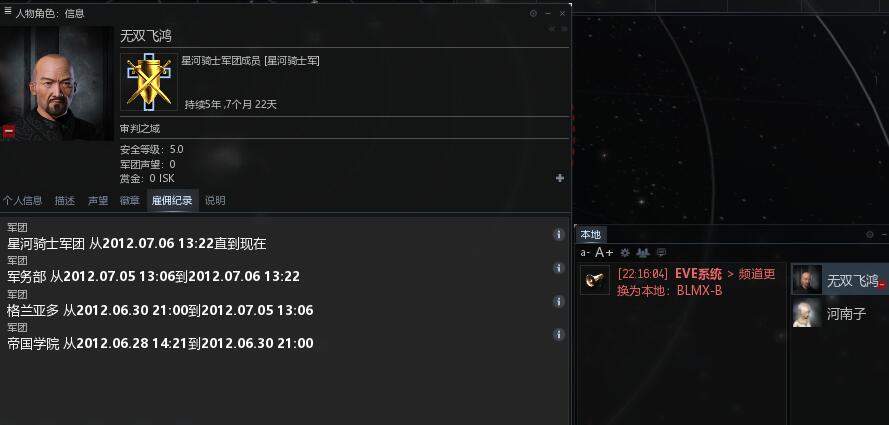 人物角色：信息
无双飞鸿
星河骑士军团成员 [星河骑士军]
持续5年 ,7个月 22天
审判之域
安全等级：5.0
军团声望：0
赏金：0 ISK
个人信息 描述 声望 徽章 雇佣纪录 说明
军团
星河骑士军团 从2012.07.06 13:22直到现在
军团
军务部 从2012.07.05 13:06到2012.07.06 13:22
军团
格兰亚多 从2012.06.30 21:00到2012.07.05 13:06
军团
帝国学院 从2012.06.28 14:21到2012.06.30 21:00
本地
a- A+
[22:16:04] EVE系统 > 频道更
换为本地：BLMX-B
无双飞鸿
河南子